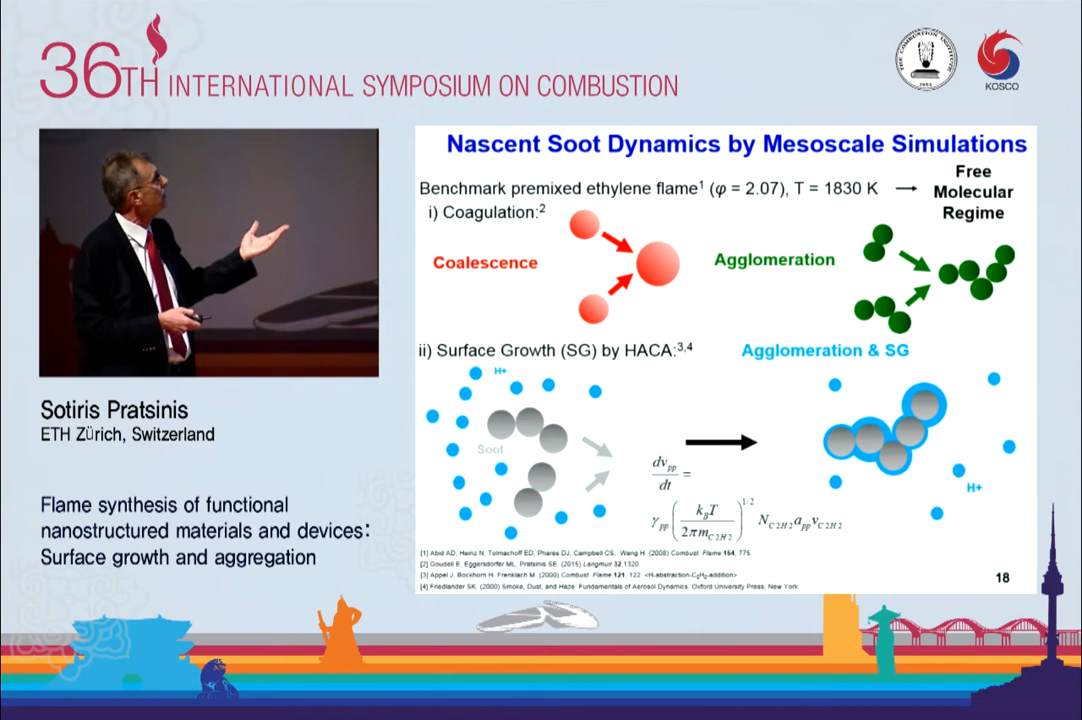 36TH INTERNATIONAL SYMPOSIUM ON COMBUSTION
THE COMBUSTION INSTITUTE
KOSCO
Nascent Soot Dynamics by Mesoscale Simulations
Benchmark premixed ethylene flame¹ (φ = 2.07), T = 1830 K → Free Molecular Regime
i) Coagulation:²
Coalescence
Agglomeration
ii) Surface Growth (SG) by HACA:³,⁴
Agglomeration & SG
H+
Soot
dv_pp/dt =
γ_pp (k_B T / 2πm_C2H2)^1/2 N_C2H2 a_pp v_C2H2
H+
[1] Abid AD, Heinz N, Tolmachoff ED, Phares DJ, Campbell CS, Wang H. (2008) Combust. Flame 154, 775.
[2] Goudeli E, Eggersdorfer ML, Pratsinis SE. (2015) Langmuir 32,1320.
[3] Appel J, Bockhorn H, Frenklach M. (2000) Combust. Flame 121, 122. <H-abstraction-C₂H₂-addition>
[4] Friedlander SK. (2000) Smoke, Dust, and Haze: Fundamentals of Aerosol Dynamics. Oxford University Press, New York.
18
Sotiris Pratsinis
ETH Zürich, Switzerland
Flame synthesis of functional
nanostructured materials and devices:
Surface growth and aggregation